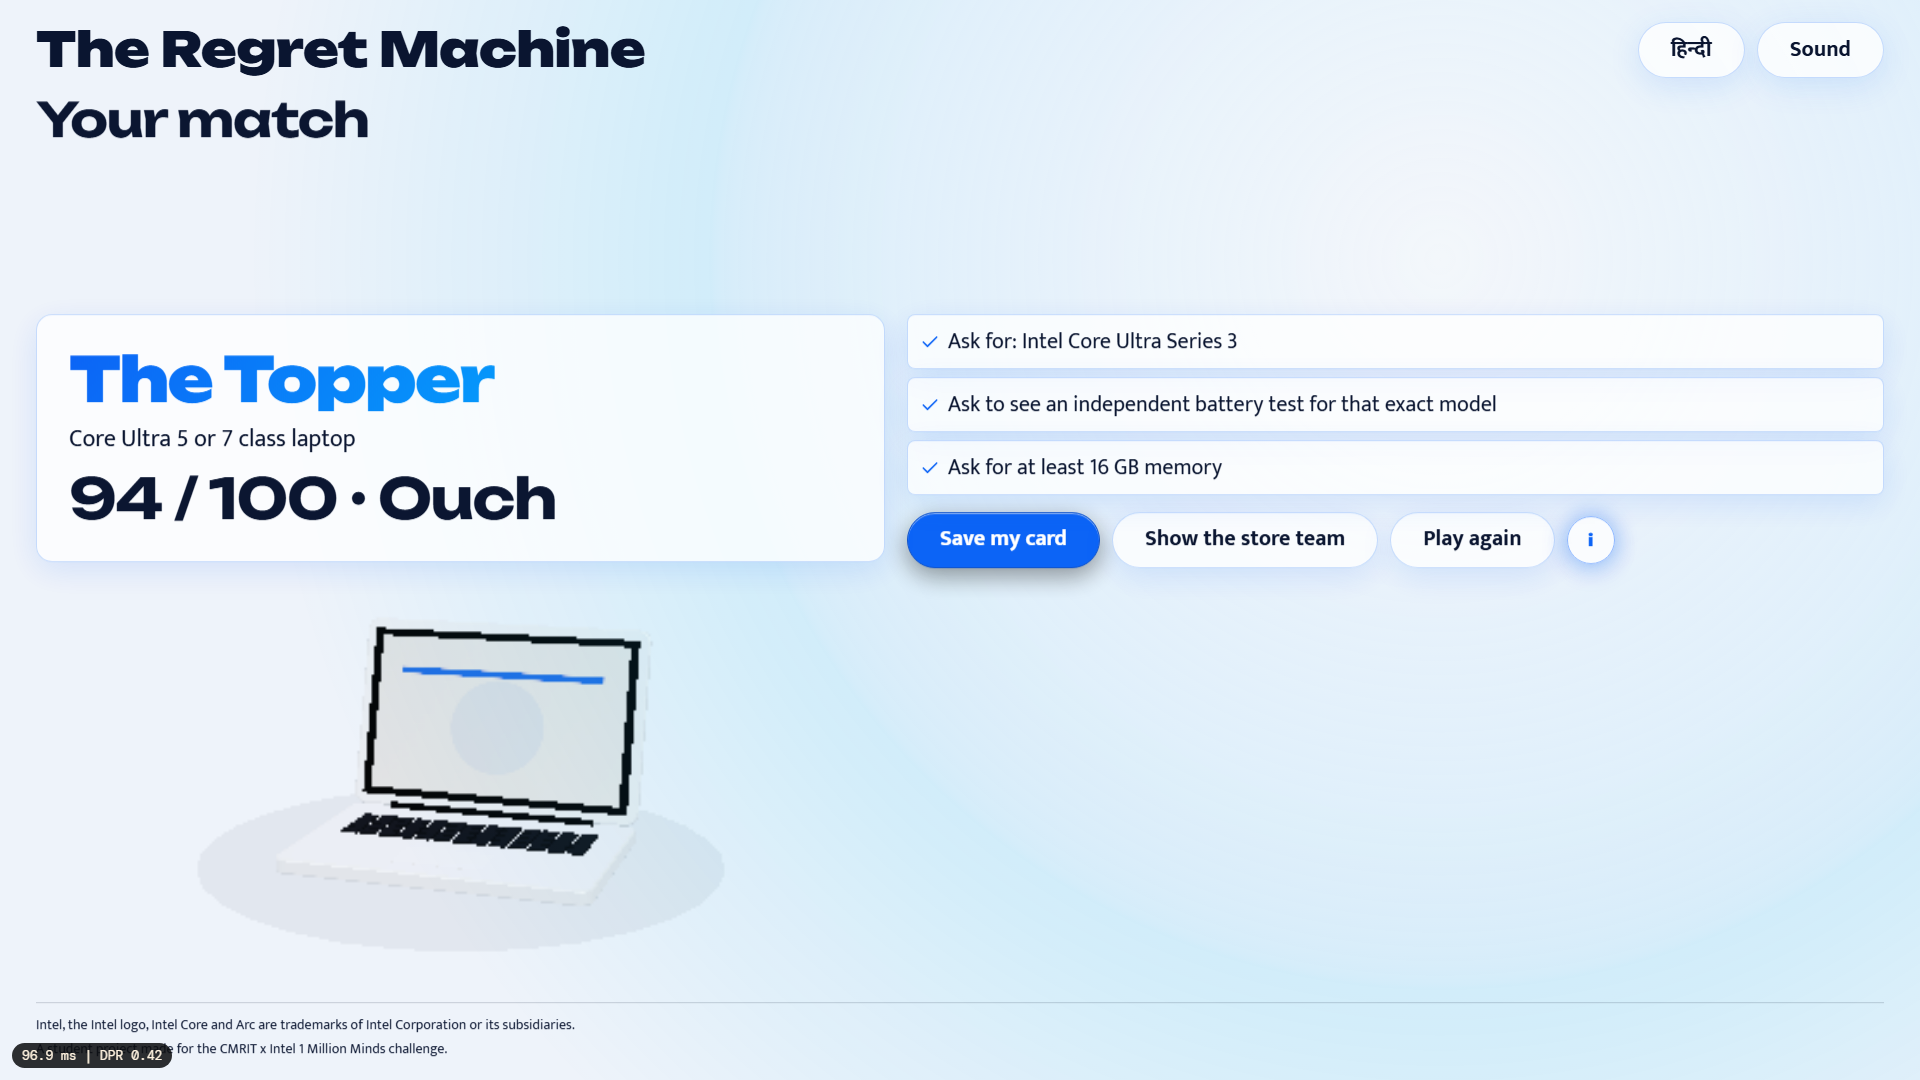 The Regret Machine
हिन्दी
Sound
Your match
The Topper
Core Ultra 5 or 7 class laptop
94 / 100 · Ouch
Ask for: Intel Core Ultra Series 3
Ask to see an independent battery test for that exact model
Ask for at least 16 GB memory
Save my card
Show the store team
Play again
i
Intel, the Intel logo, Intel Core and Arc are trademarks of Intel Corporation or its subsidiaries.
A student project made for the CMRIT x Intel 1 Million Minds challenge.
96.9 ms | DPR 0.42